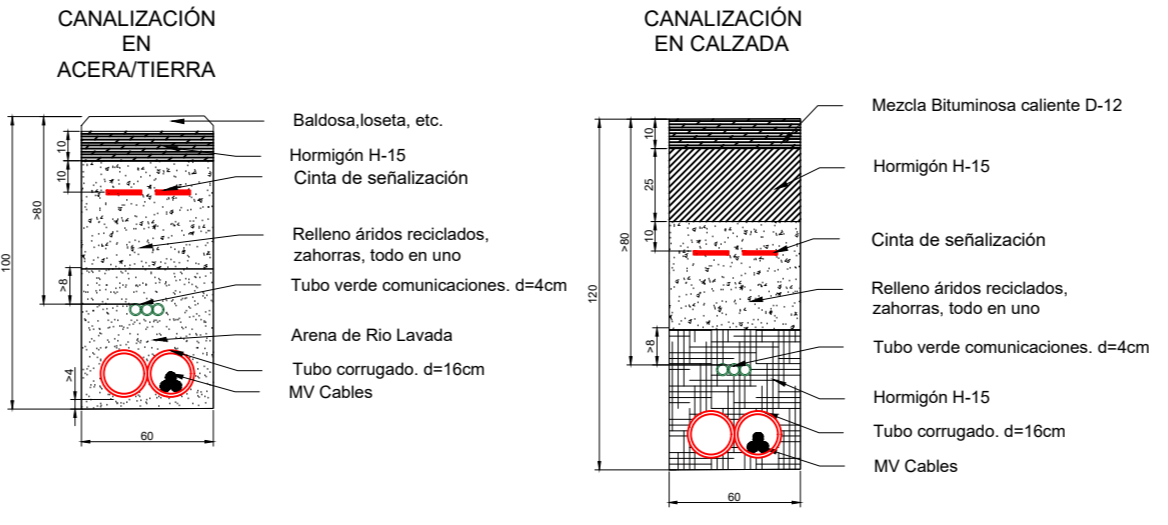 CANALIZACIÓN
EN
ACERA/TIERRA
Baldosa,loseta, etc.
Hormigón H-15
Cinta de señalización
Relleno áridos reciclados,
zahorras, todo en uno
Tubo verde comunicaciones. d=4cm
Arena de Rio Lavada
Tubo corrugado. d=16cm
MV Cables
100
>80
10
10
>8
>4
60
CANALIZACIÓN
EN CALZADA
Mezcla Bituminosa caliente D-12
Hormigón H-15
Cinta de señalización
Relleno áridos reciclados,
zahorras, todo en uno
Tubo verde comunicaciones. d=4cm
Hormigón H-15
Tubo corrugado. d=16cm
MV Cables
120
>80
10
25
10
>8
60